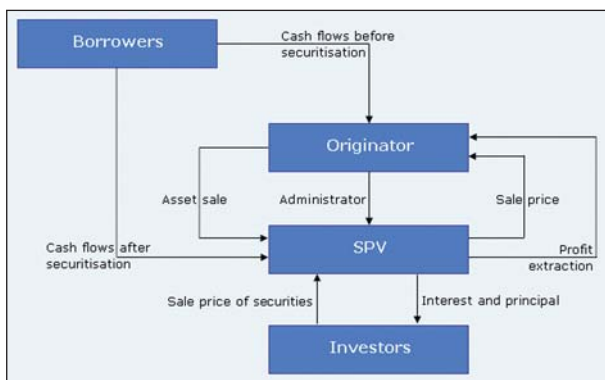 Borrowers
Cash flows before
securitisation
Originator
Asset sale
Administrator
Sale price
Cash flows after
securitisation
SPV
Profit
extraction
Sale price of securities
Interest and principal
Investors